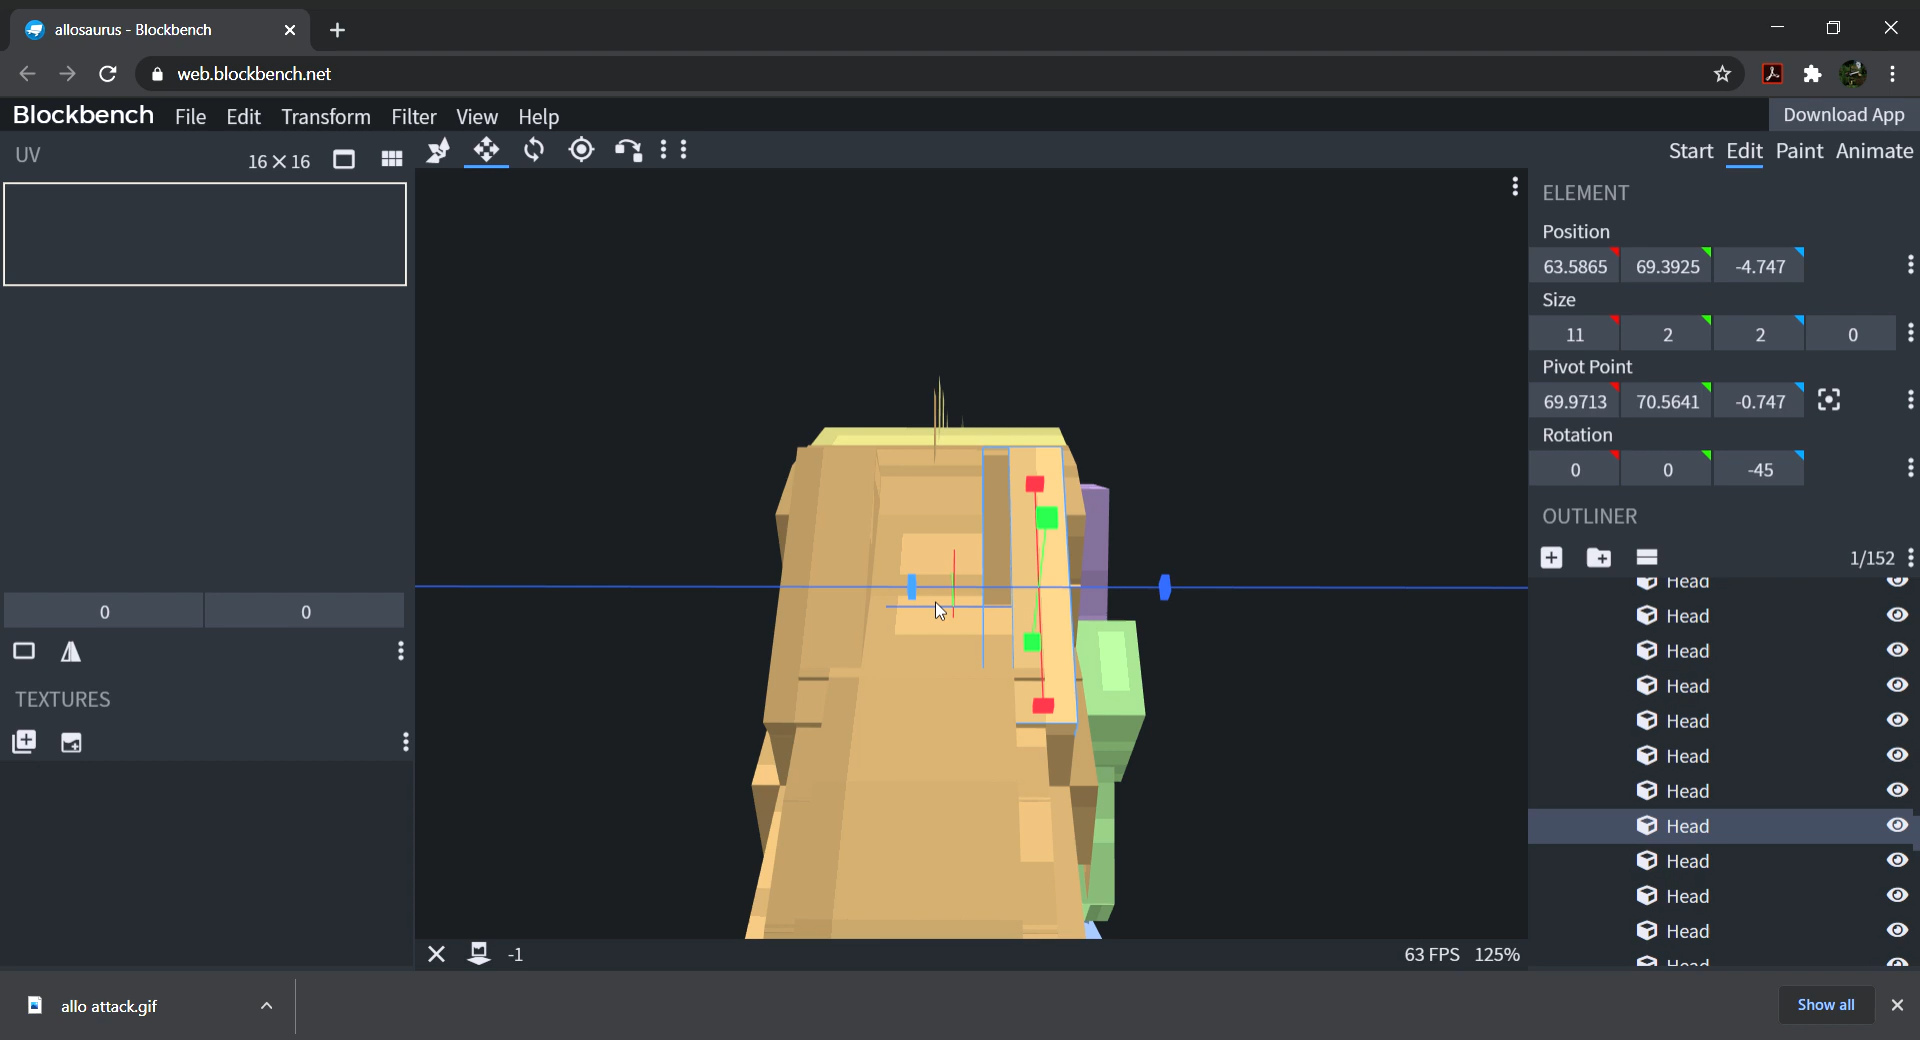 allosaurus - Blockbench
web.blockbench.net
Blockbench File Edit Transform Filter View Help Download App
UV 16×16 Start Edit Paint Animate
ELEMENT
Position
63.5865 69.3925 -4.747
Size
11 2 2 0
Pivot Point
69.9713 70.5641 -0.747
Rotation
0 0 -45
OUTLINER
1/152
Head
Head
Head
Head
Head
Head
Head
Head
Head
Head
Head
Head
0 0
TEXTURES
-1 63 FPS 125%
allo attack.gif Show all